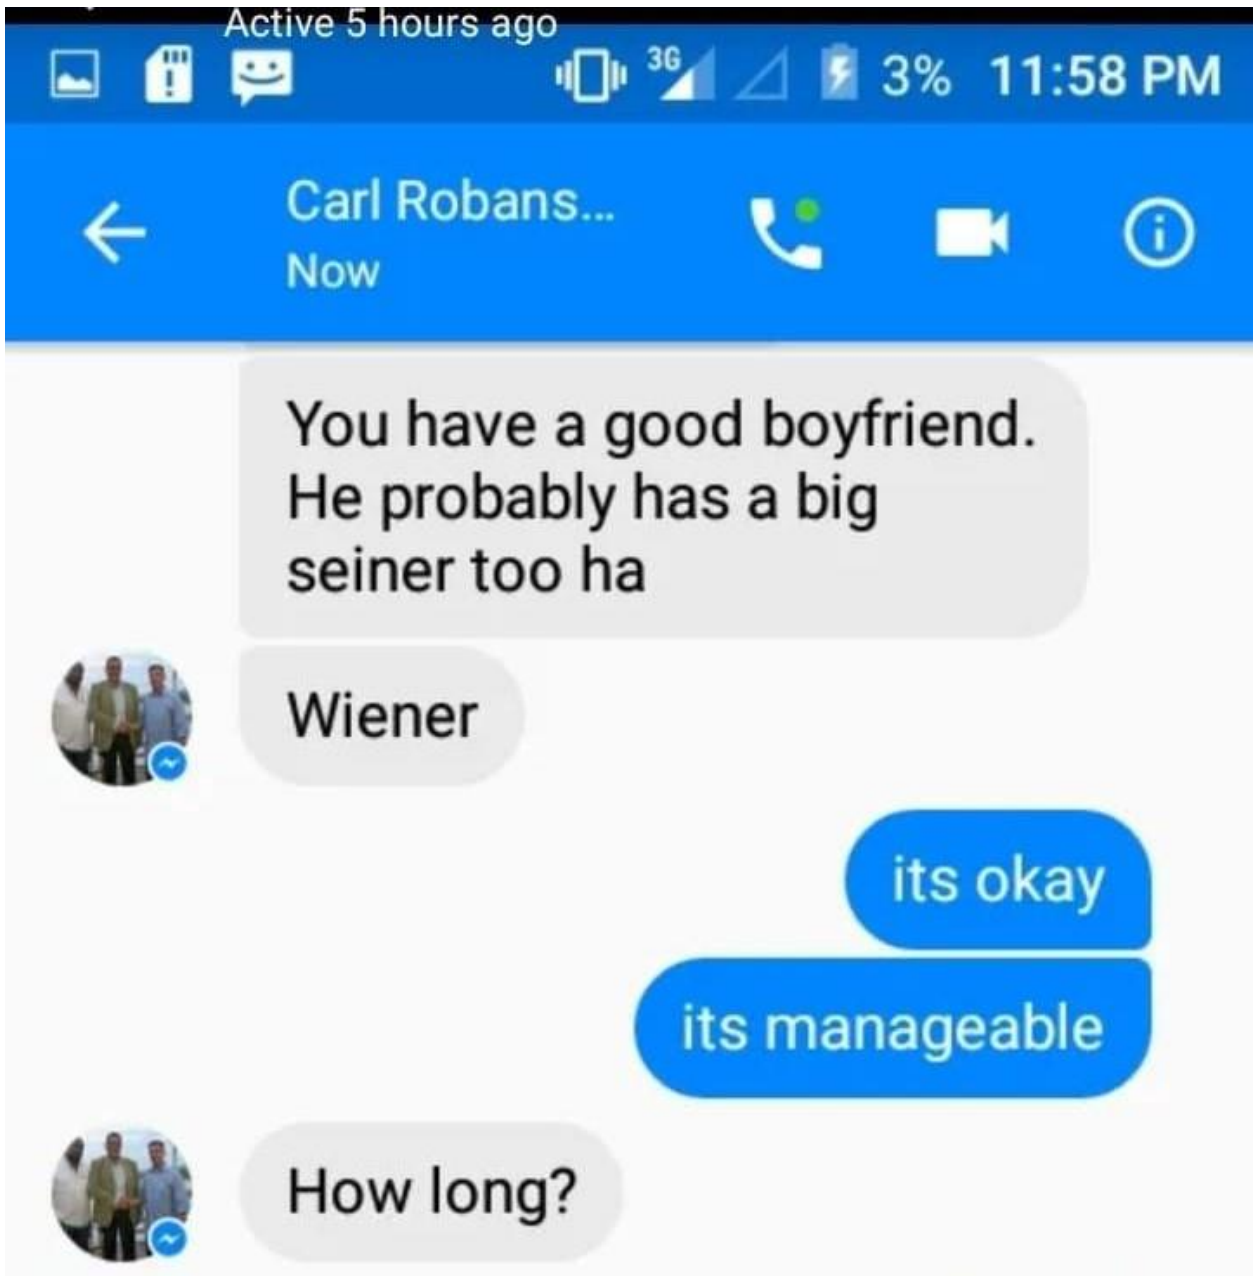 Active 5 hours ago
3G 3% 11:58 PM
Carl Robans...
Now
You have a good boyfriend.
He probably has a big
seiner too ha
Wiener
its okay
its manageable
How long?